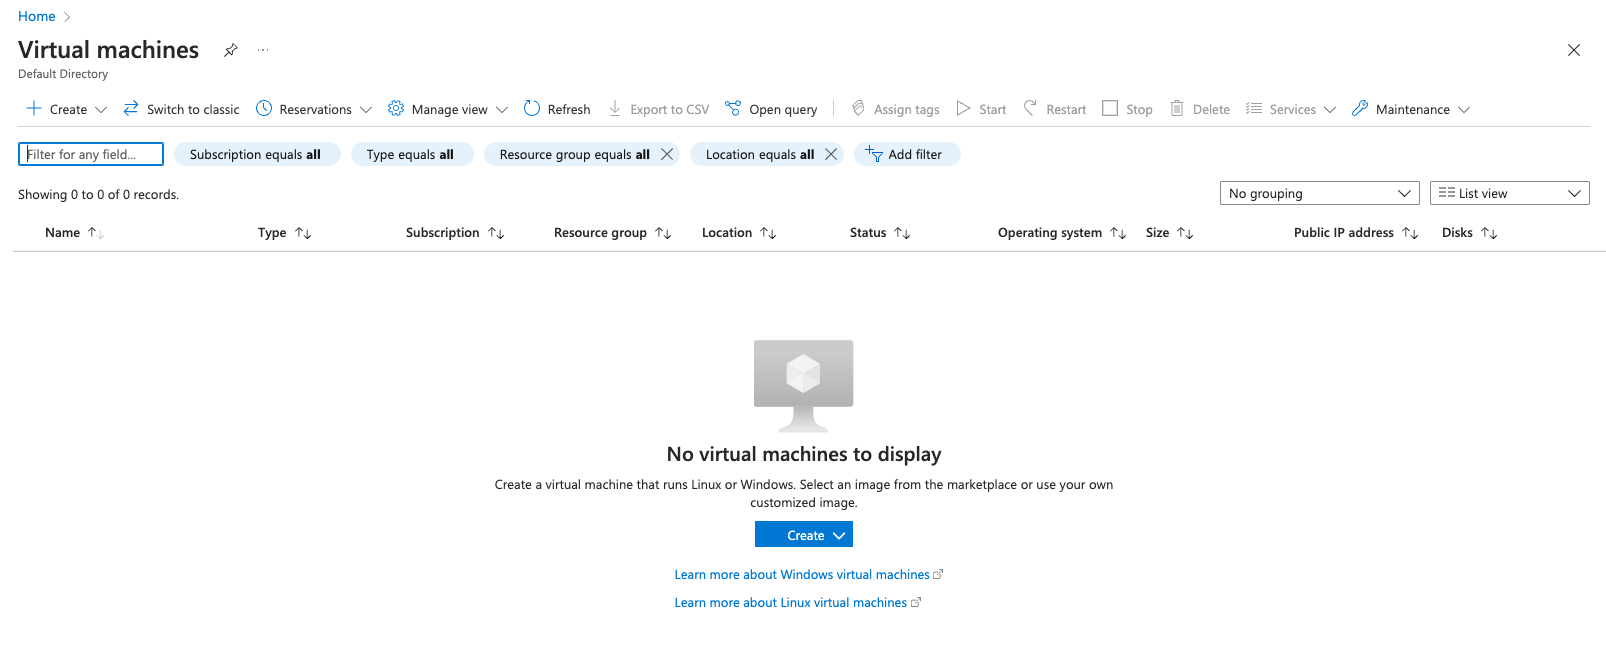 Home
Virtual machines
Default Directory
Create Switch to classic Reservations Manage view Refresh Export to CSV Open query Assign tags Start Restart Stop Delete Services Maintenance
Filter for any field... Subscription equals all Type equals all Resource group equals all Location equals all Add filter
Showing 0 to 0 of 0 records. No grouping List view
Name Type Subscription Resource group Location Status Operating system Size Public IP address Disks
No virtual machines to display
Create a virtual machine that runs Linux or Windows. Select an image from the marketplace or use your own
customized image.
Create
Learn more about Windows virtual machines
Learn more about Linux virtual machines